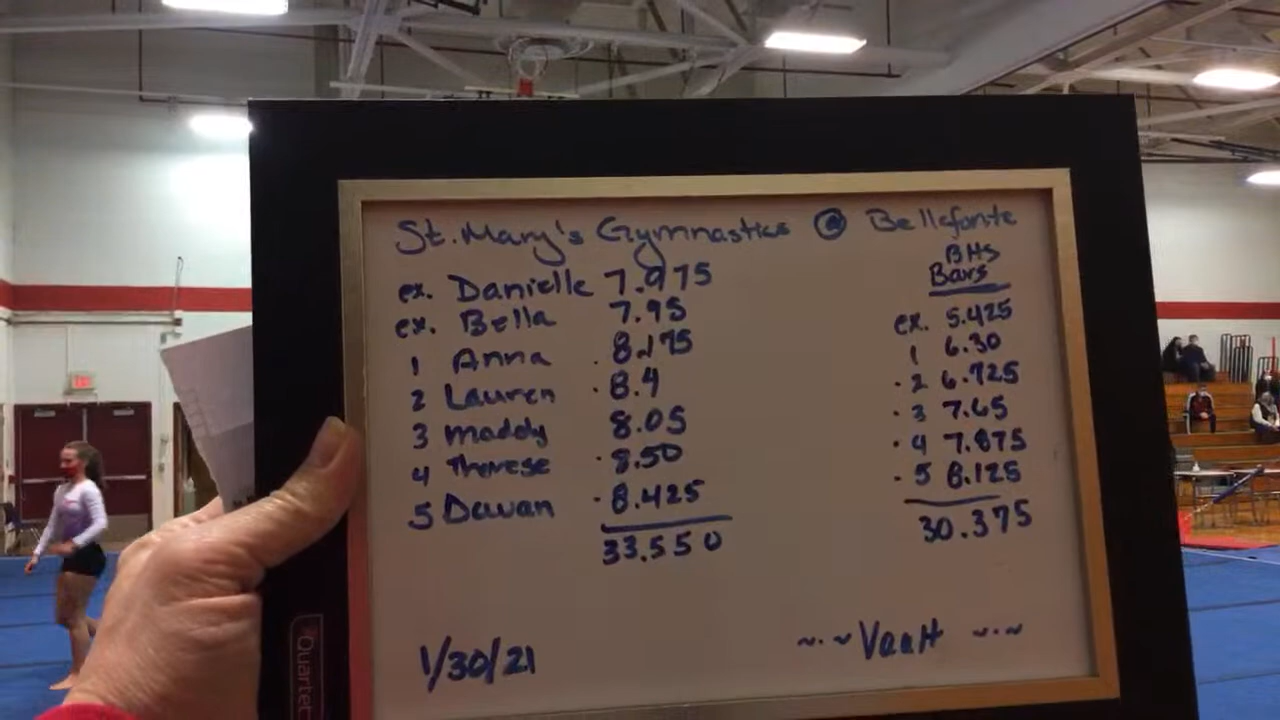 St. Mary's Gymnastics @ Bellefonte
BHS
Bars
ex. Danielle 7.975
ex. Bella 7.95
1 Anna . 8.175
2 Lauren . 8.4
3 Maddy 8.05
4 Therese . 8.50
5 Dewan . 8.425
33.550
ex. 5.425
1 6.30
. 2 6.725
. 3 7.65
. 4 7.875
. 5 8.125
30.375
1/30/21
~·~ Vault ~·~
Quartet